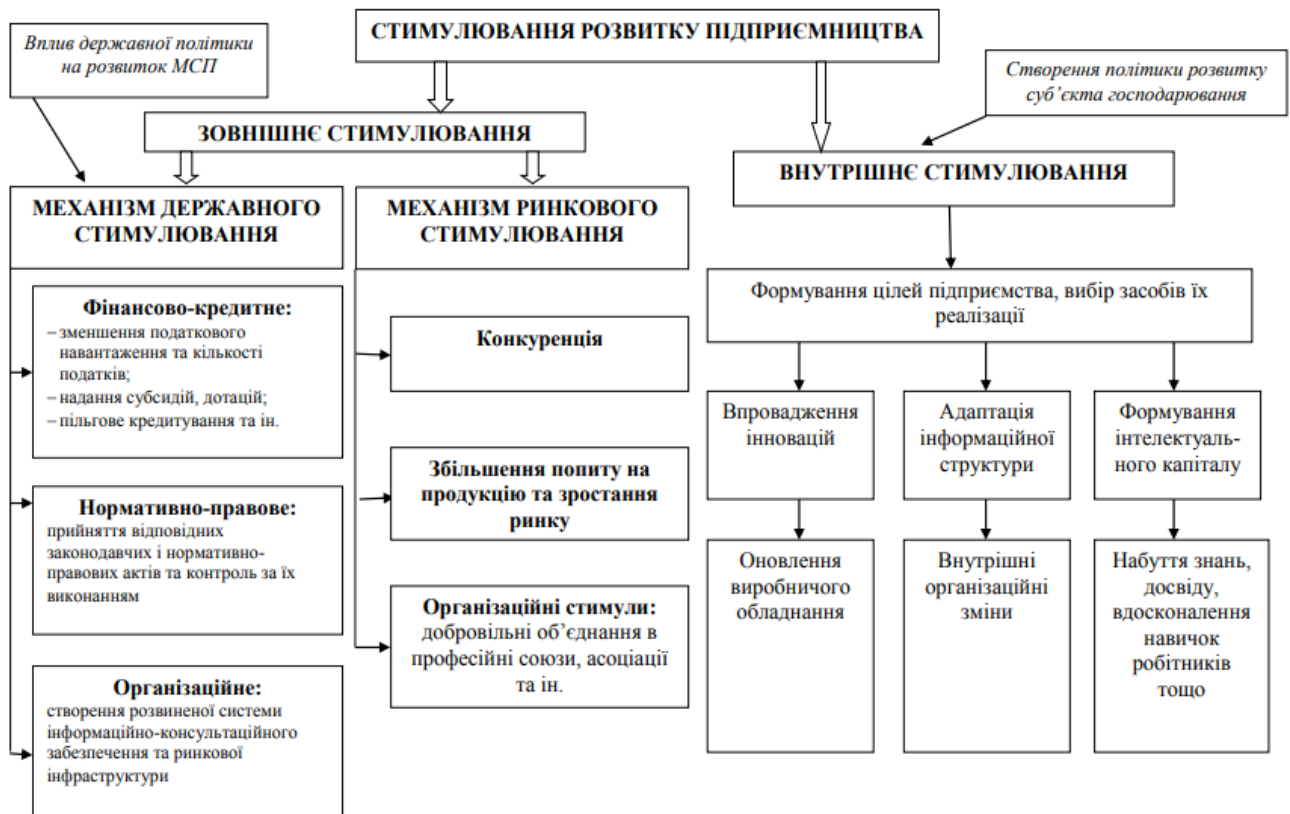 СТИМУЛЮВАННЯ РОЗВИТКУ ПІДПРИЄМНИЦТВА
Вплив державної політики
на розвиток МСП
Створення політики розвитку
суб’єкта господарювання
ЗОВНІШНЄ СТИМУЛЮВАННЯ
ВНУТРІШНЄ СТИМУЛЮВАННЯ
МЕХАНІЗМ ДЕРЖАВНОГО
СТИМУЛЮВАННЯ
МЕХАНІЗМ РИНКОВОГО
СТИМУЛЮВАННЯ
Фінансово-кредитне:
– зменшення податкового
навантаження та кількості
податків;
– надання субсидій, дотацій;
– пільгове кредитування та ін.
Нормативно-правове:
прийняття відповідних
законодавчих і нормативно-
правових актів та контроль за їх
виконанням
Організаційне:
створення розвиненої системи
інформаційно-консультаційного
забезпечення та ринкової
інфраструктури
Конкуренція
Збільшення попиту на
продукцію та зростання
ринку
Організаційні стимули:
добровільні об’єднання в
професійні союзи, асоціації
та ін.
Формування цілей підприємства, вибір засобів їх
реалізації
Впровадження
інновацій
Адаптація
інформаційної
структури
Формування
інтелектуаль-
ного капіталу
Оновлення
виробничого
обладнання
Внутрішні
організаційні
зміни
Набуття знань,
досвіду,
вдосконалення
навичок
робітників
тощо